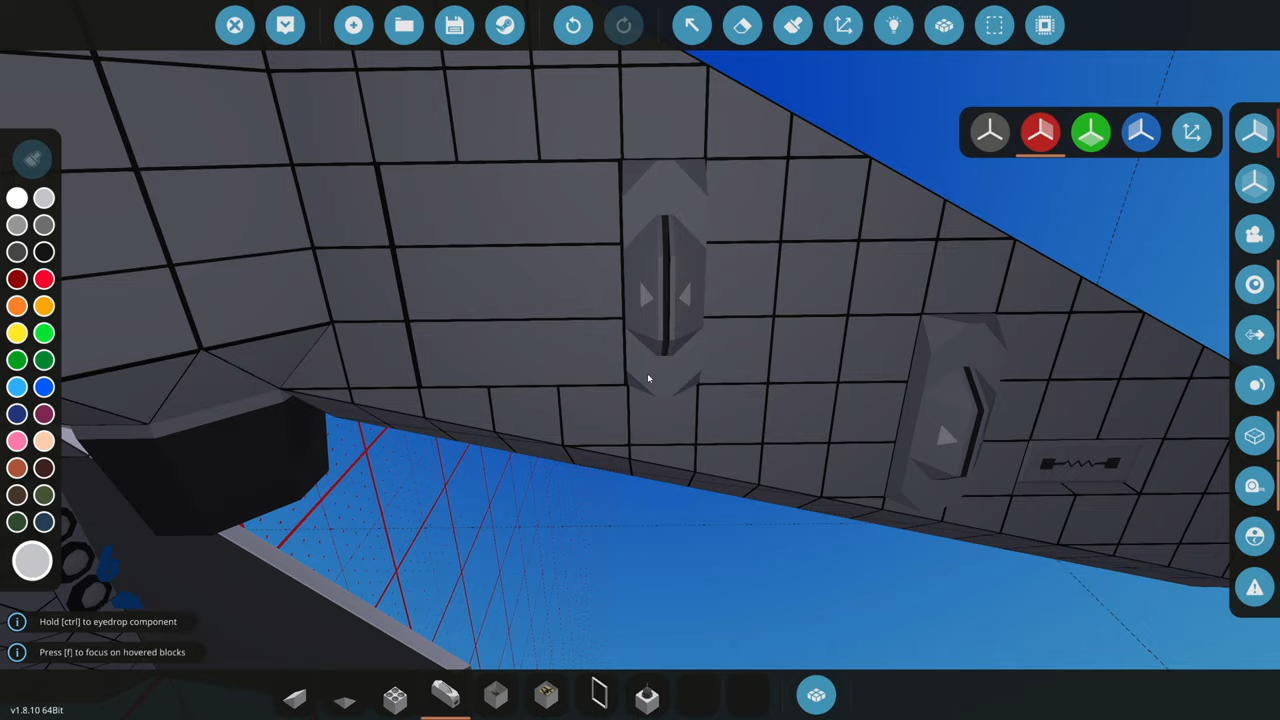 Hold [ctrl] to eyedrop component
Press [f] to focus on hovered blocks
v1.8.10 64Bit